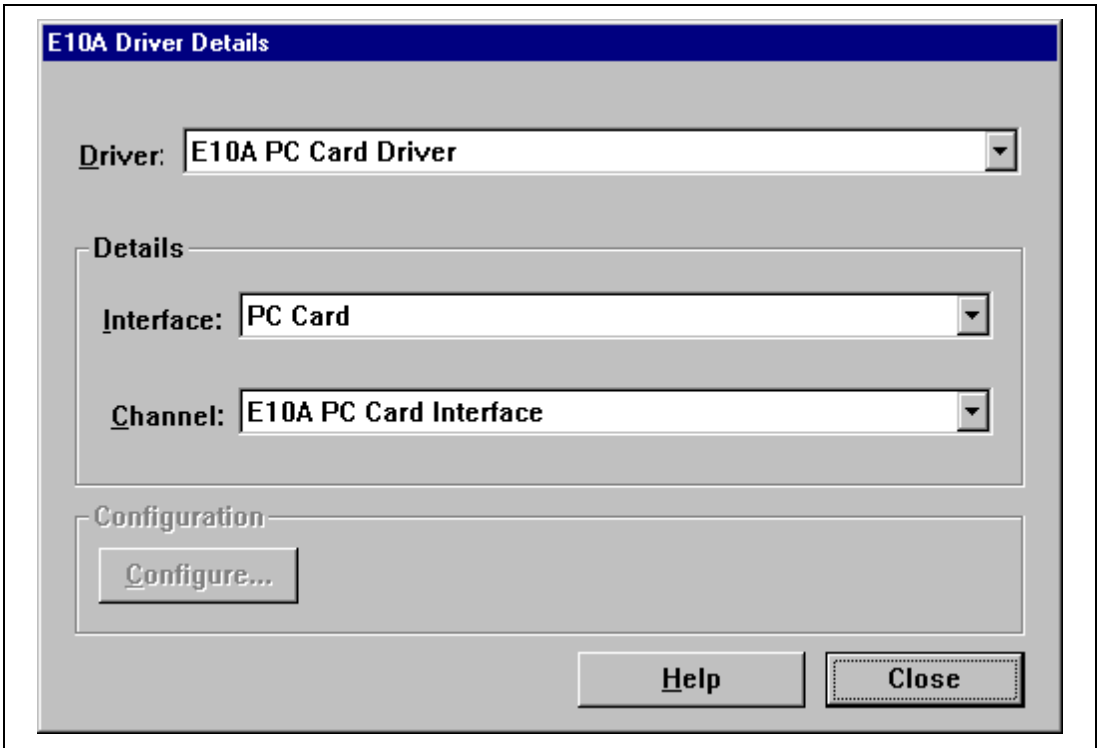 E10A Driver Details
Driver: E10A PC Card Driver
Details
Interface: PC Card
Channel: E10A PC Card Interface
Configuration
Configure...
Help Close